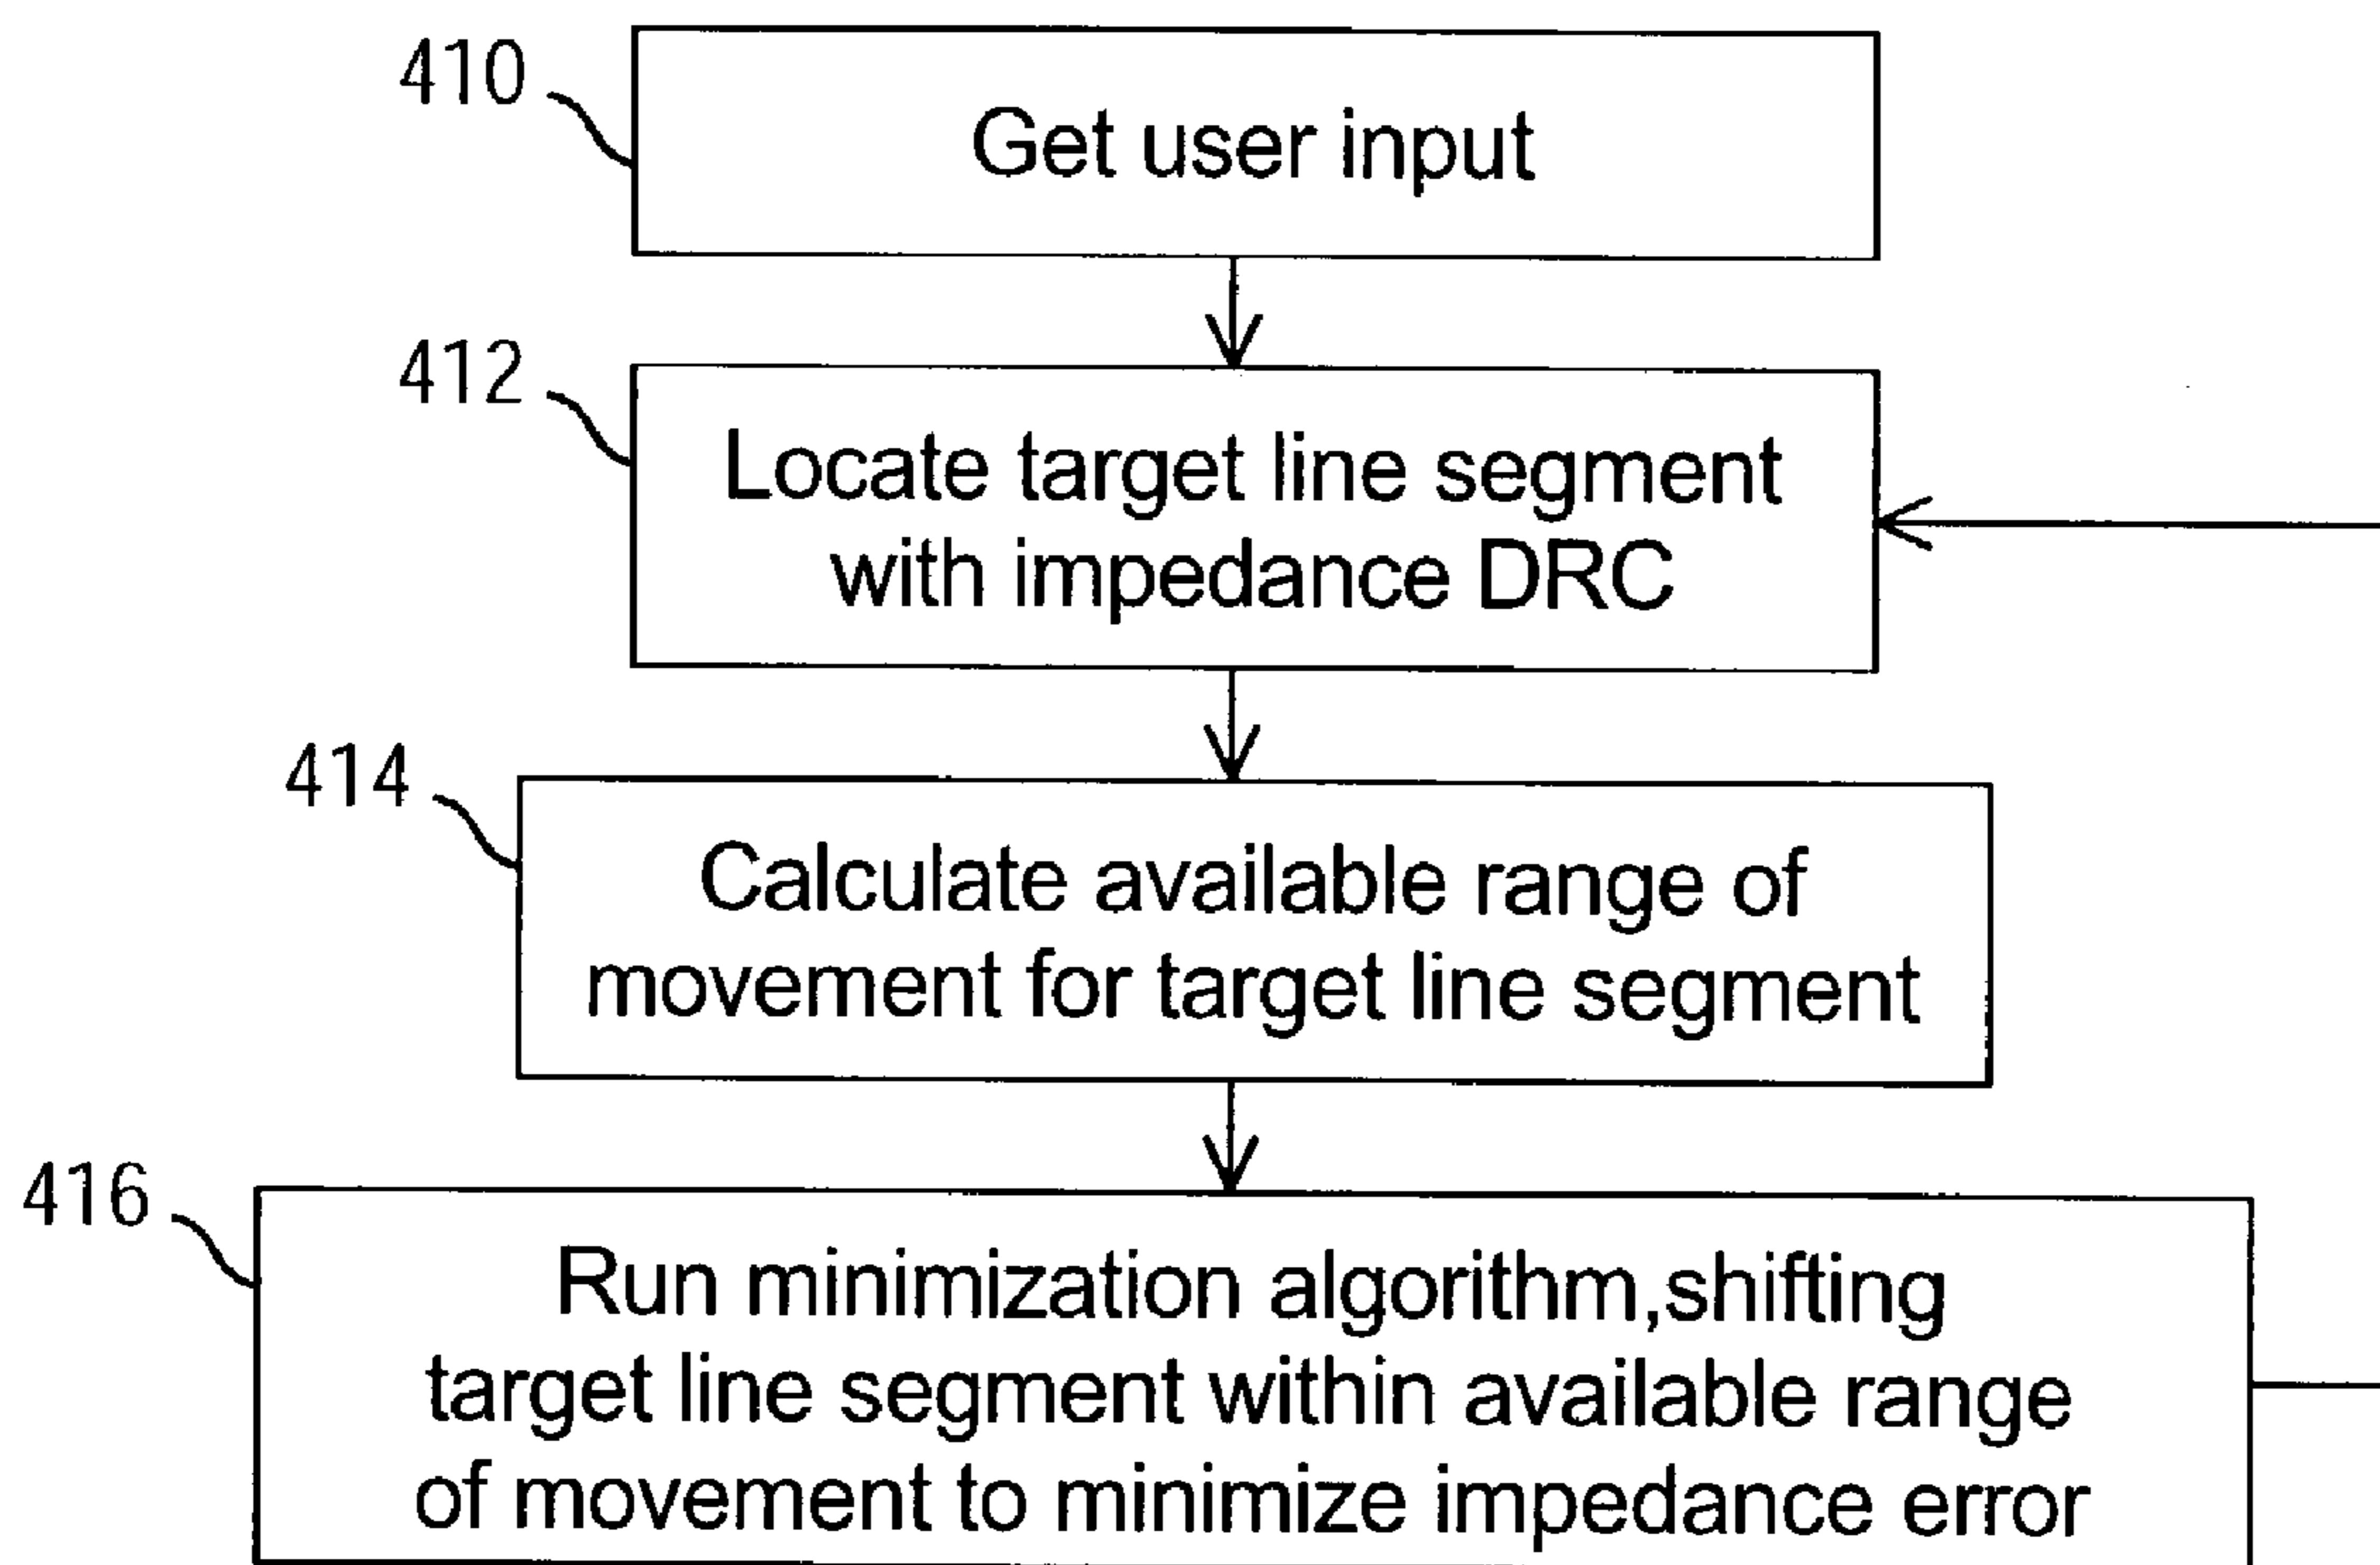 410
Get user input
412
Locate target line segment
with impedance DRC
414
Calculate available range of
movement for target line segment
416
Run minimization algorithm,shifting
target line segment within available range
of movement to minimize impedance error